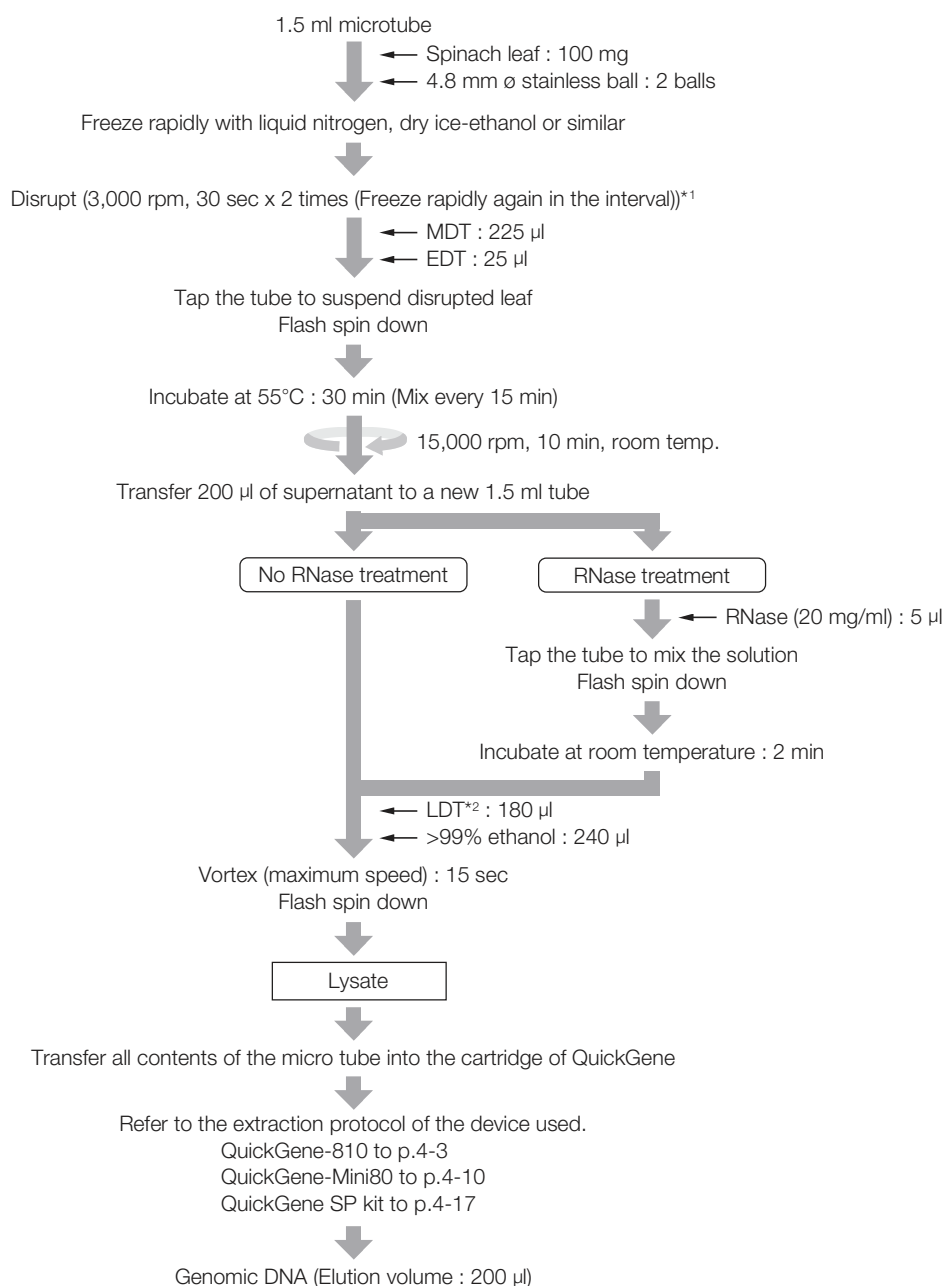 1.5 ml microtube
Spinach leaf : 100 mg
4.8 mm ø stainless ball : 2 balls
Freeze rapidly with liquid nitrogen, dry ice-ethanol or similar
Disrupt (3,000 rpm, 30 sec x 2 times (Freeze rapidly again in the interval))*1
MDT : 225 µl
EDT : 25 µl
Tap the tube to suspend disrupted leaf
Flash spin down
Incubate at 55°C : 30 min (Mix every 15 min)
15,000 rpm, 10 min, room temp.
Transfer 200 µl of supernatant to a new 1.5 ml tube
No RNase treatment
RNase treatment
RNase (20 mg/ml) : 5 µl
Tap the tube to mix the solution
Flash spin down
Incubate at room temperature : 2 min
LDT*2 : 180 µl
>99% ethanol : 240 µl
Vortex (maximum speed) : 15 sec
Flash spin down
Lysate
Transfer all contents of the micro tube into the cartridge of QuickGene
Refer to the extraction protocol of the device used.
QuickGene-810 to p.4-3
QuickGene-Mini80 to p.4-10
QuickGene SP kit to p.4-17
Genomic DNA (Elution volume : 200 µl)